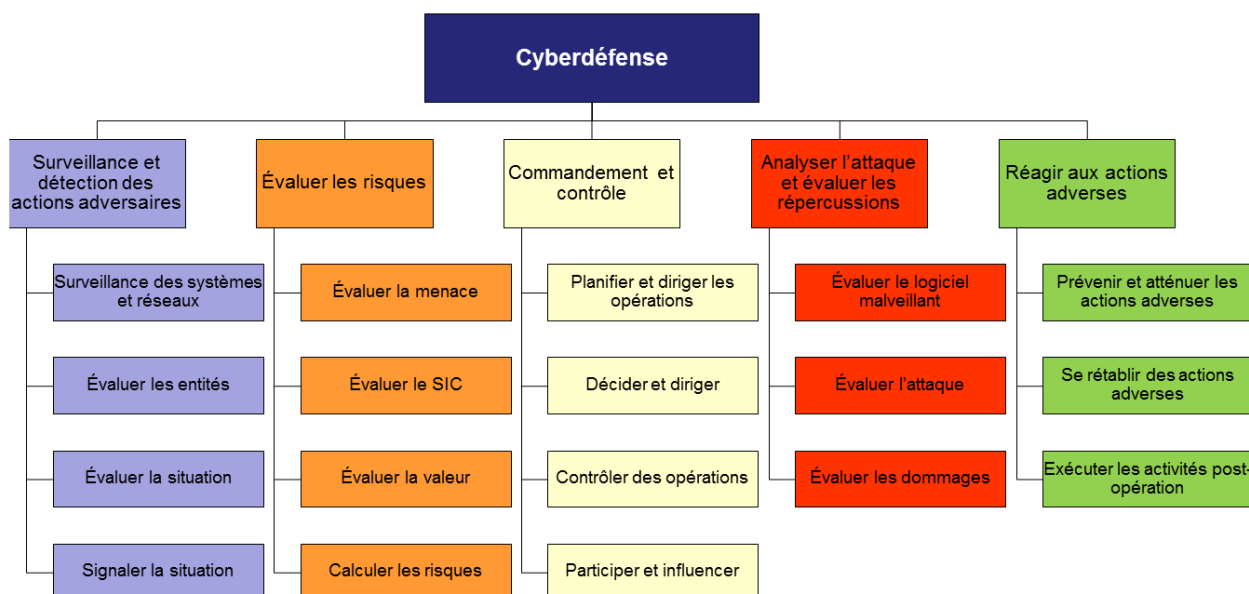 Cyberdéfense
Surveillance et
détection des
actions adversaires
Évaluer les risques
Commandement et
contrôle
Analyser l'attaque
et évaluer les
répercussions
Réagir aux actions
adverses
Surveillance des systèmes
et réseaux
Évaluer la menace
Planifier et diriger les
opérations
Évaluer le logiciel
malveillant
Prévenir et atténuer les
actions adverses
Évaluer les entités
Évaluer le SIC
Décider et diriger
Évaluer l'attaque
Se rétablir des actions
adverses
Évaluer la situation
Évaluer la valeur
Contrôler des opérations
Évaluer les dommages
Exécuter les activités post-
opération
Signaler la situation
Calculer les risques
Participer et influencer